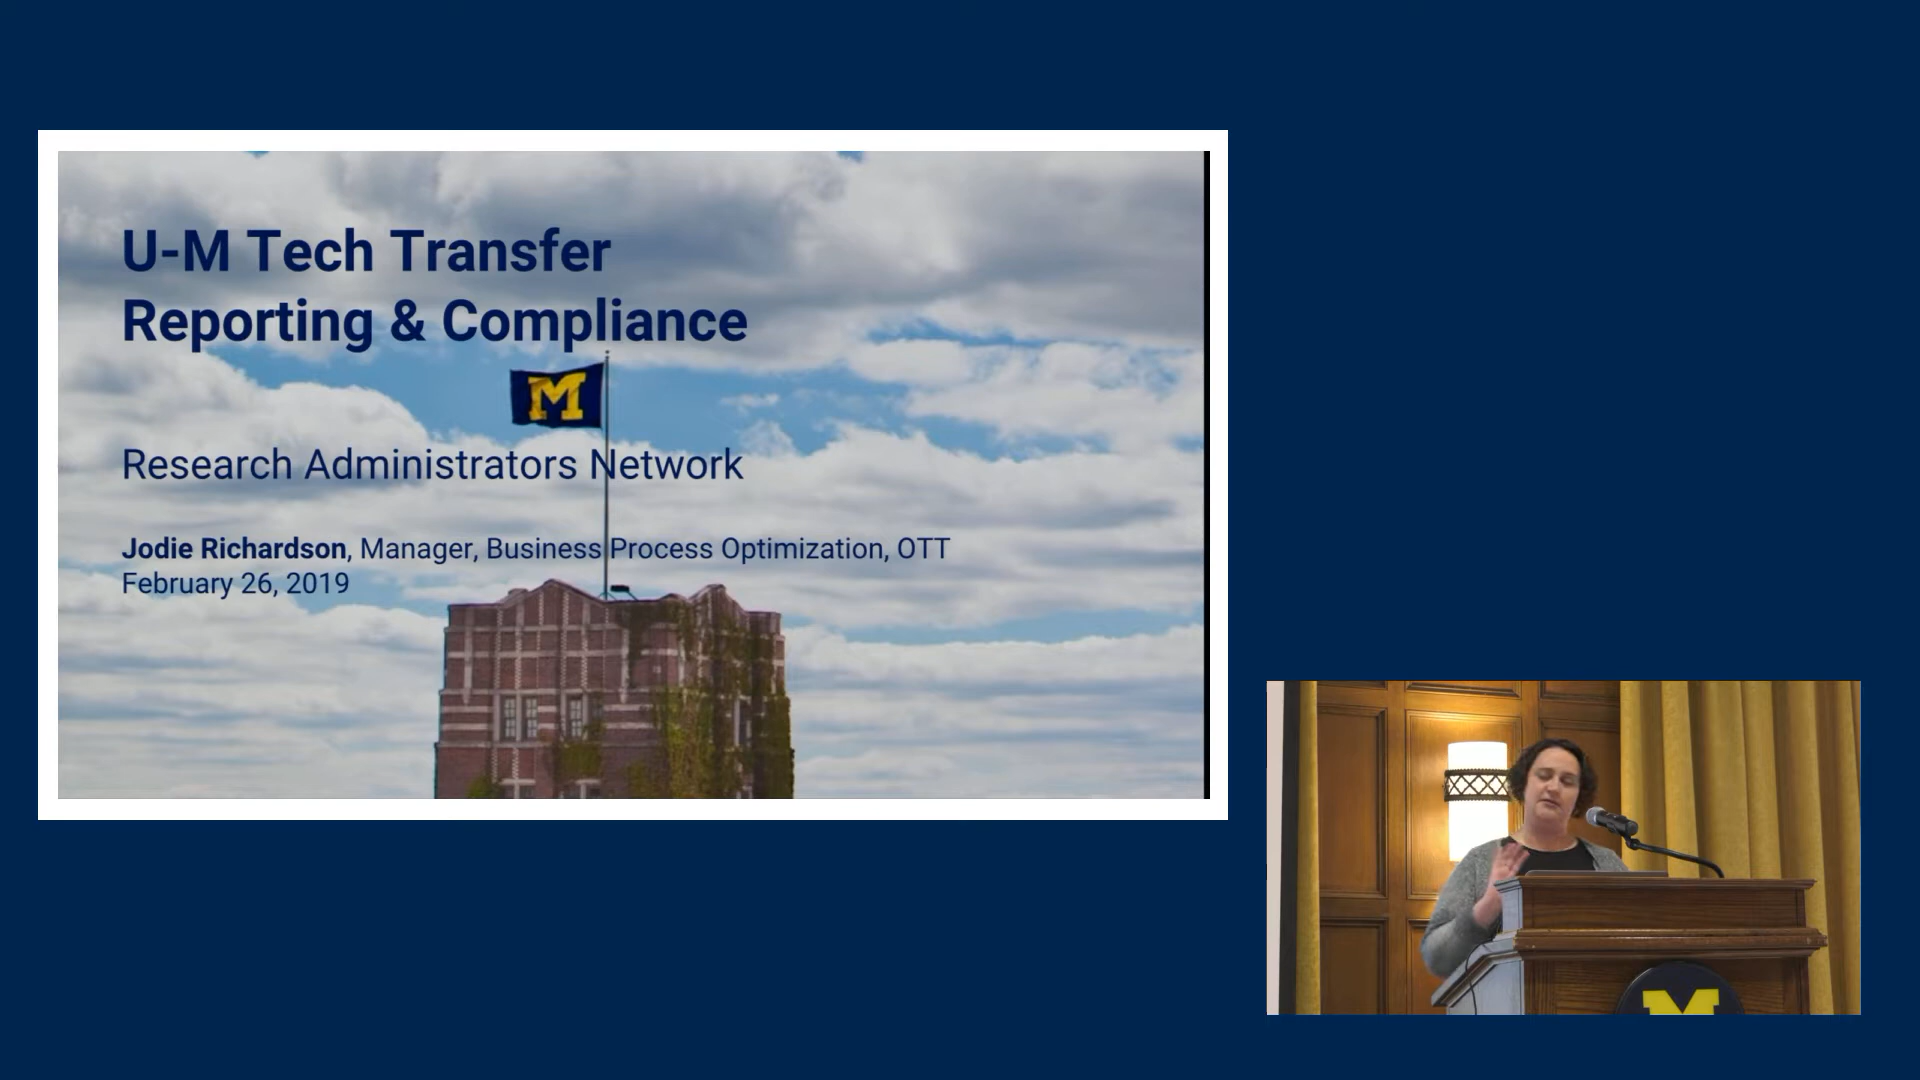 U-M Tech Transfer
Reporting & Compliance
M
Research Administrators Network
Jodie Richardson, Manager, Business Process Optimization, OTT
February 26, 2019
M